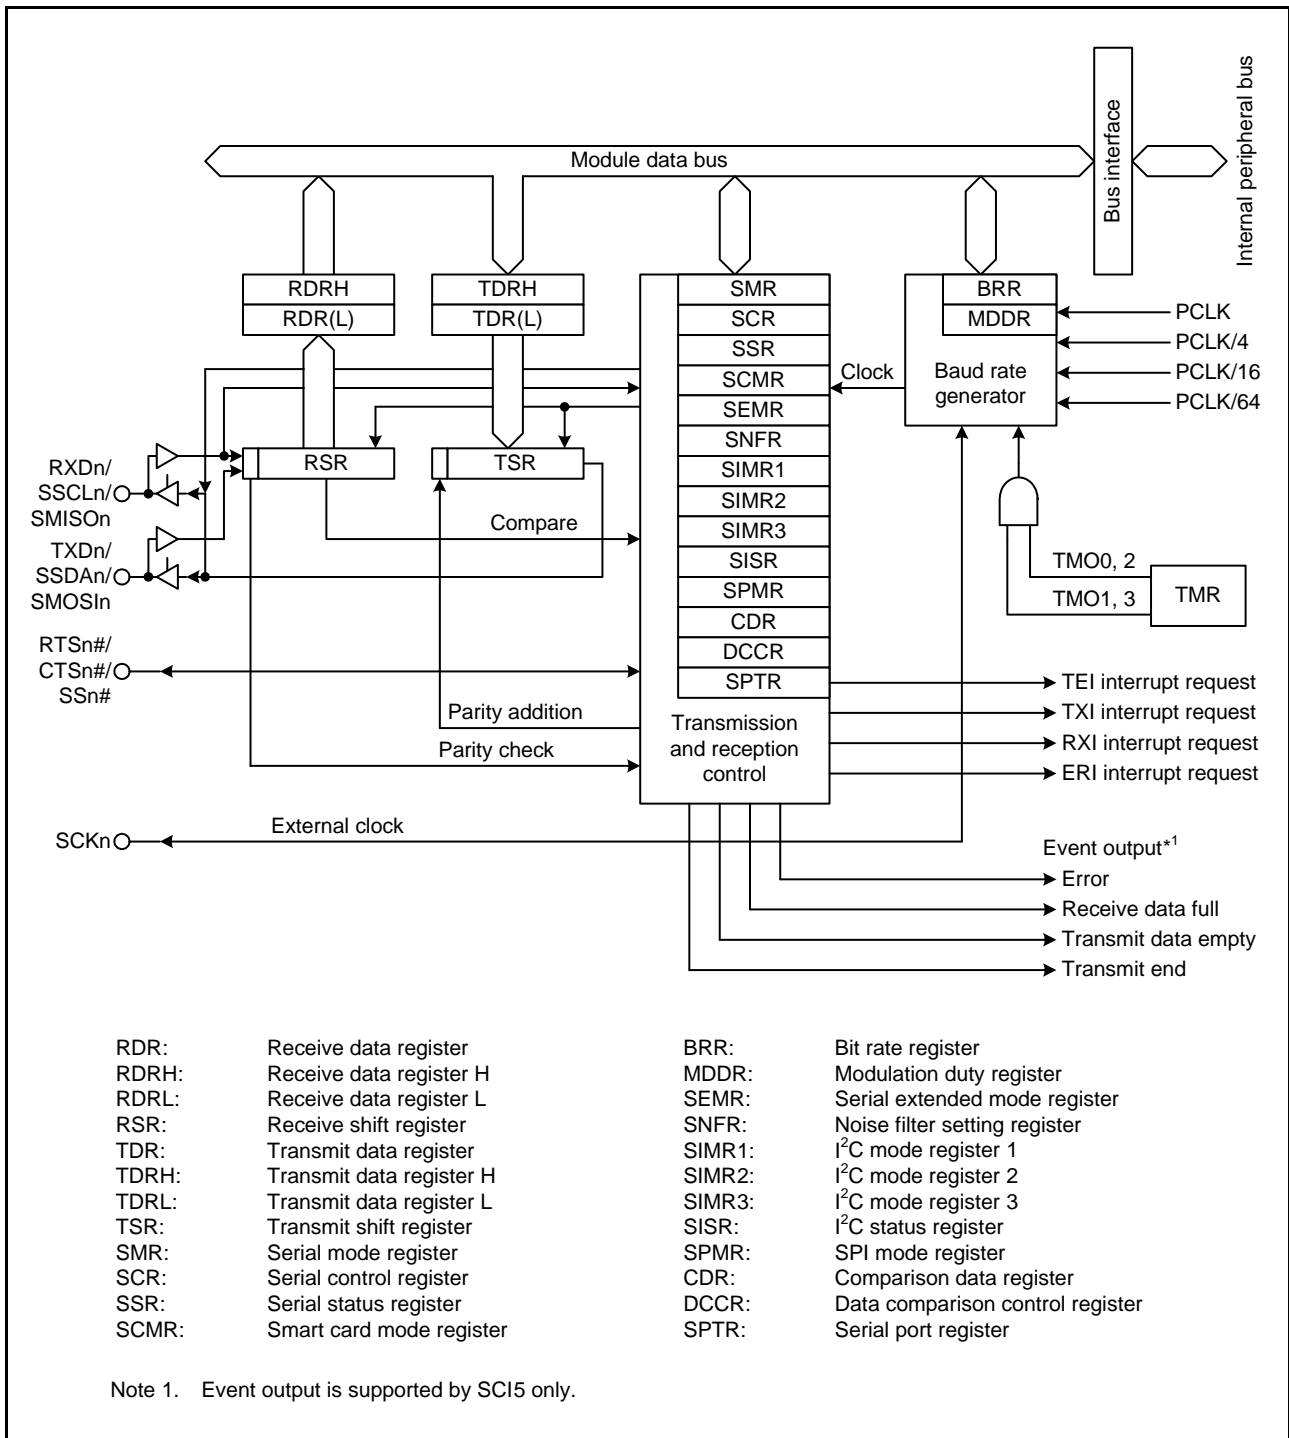 Module data bus
Bus interface
Internal peripheral bus
RDRH
RDR(L)
TDRH
TDR(L)
SMR
SCR
SSR
SCMR
SEMR
SNFR
SIMR1
SIMR2
SIMR3
SISR
SPMR
CDR
DCCR
SPTR
Transmission
and reception
control
BRR
MDDR
Baud rate
generator
Clock
PCLK
PCLK/4
PCLK/16
PCLK/64
RSR
TSR
RXDn/
SSCLn/
SMISOn
TXDn/
SSDAn/
SMOSIn
Compare
TMO0, 2
TMO1, 3
TMR
RTSn#/
CTSn#/
SSn#
Parity addition
Parity check
TEI interrupt request
TXI interrupt request
RXI interrupt request
ERI interrupt request
SCKn
External clock
Event output*1
Error
Receive data full
Transmit data empty
Transmit end
RDR: Receive data register
RDRH: Receive data register H
RDRL: Receive data register L
RSR: Receive shift register
TDR: Transmit data register
TDRH: Transmit data register H
TDRL: Transmit data register L
TSR: Transmit shift register
SMR: Serial mode register
SCR: Serial control register
SSR: Serial status register
SCMR: Smart card mode register
BRR: Bit rate register
MDDR: Modulation duty register
SEMR: Serial extended mode register
SNFR: Noise filter setting register
SIMR1: I2C mode register 1
SIMR2: I2C mode register 2
SIMR3: I2C mode register 3
SISR: I2C status register
SPMR: SPI mode register
CDR: Comparison data register
DCCR: Data comparison control register
SPTR: Serial port register
Note 1. Event output is supported by SCI5 only.